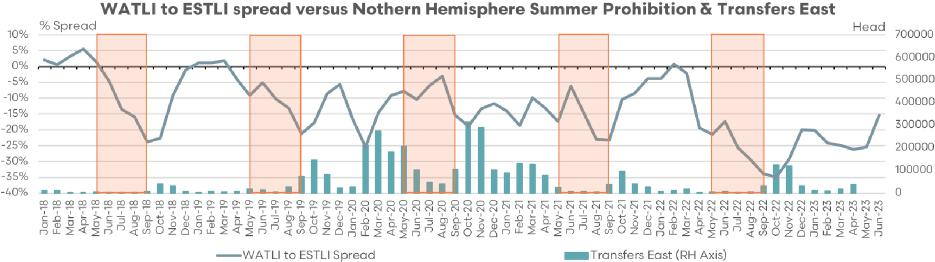 WATLI to ESTLI spread versus Nothern Hemisphere Summer Prohibition & Transfers East
% Spread
Head
10%
5%
0%
-5%
-10%
-15%
-20%
-25%
-30%
-35%
-40%
700000
600000
500000
400000
300000
200000
100000
0
Jan-18
Feb-18
Mar-18
Apr-18
May-18
Jun-18
Jul-18
Aug-18
Sep-18
Oct-18
Nov-18
Dec-18
Jan-19
Feb-19
Mar-19
Apr-19
May-19
Jun-19
Jul-19
Aug-19
Sep-19
Oct-19
Nov-19
Dec-19
Jan-20
Feb-20
Mar-20
Apr-20
May-20
Jun-20
Jul-20
Aug-20
Sep-20
Oct-20
Nov-20
Dec-20
Jan-21
Feb-21
Mar-21
Apr-21
May-21
Jun-21
Jul-21
Aug-21
Sep-21
Oct-21
Nov-21
Dec-21
Jan-22
Feb-22
Mar-22
Apr-22
May-22
Jun-22
Jul-22
Aug-22
Sep-22
Oct-22
Nov-22
Dec-22
Jan-23
Feb-23
Mar-23
Apr-23
May-23
Jun-23
WATLI to ESTLI Spread
Transfers East (RH Axis)